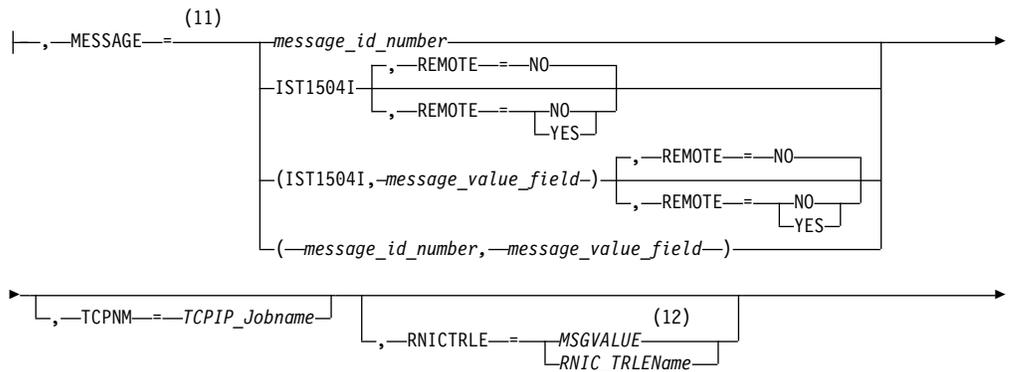 (11)
,—MESSAGE—=—message_id_number
,—REMOTE—=—NO
IST1504I
,—REMOTE—=—NO
YES
,—REMOTE—=—NO
(IST1504I,—message_value_field—)
,—REMOTE—=—NO
YES
(—message_id_number,—message_value_field—)
,—TCPNM—=—TCPIP_Jobname
(12)
,—RNICTRLE—=—MSGVALUE
RNIC TRLEName